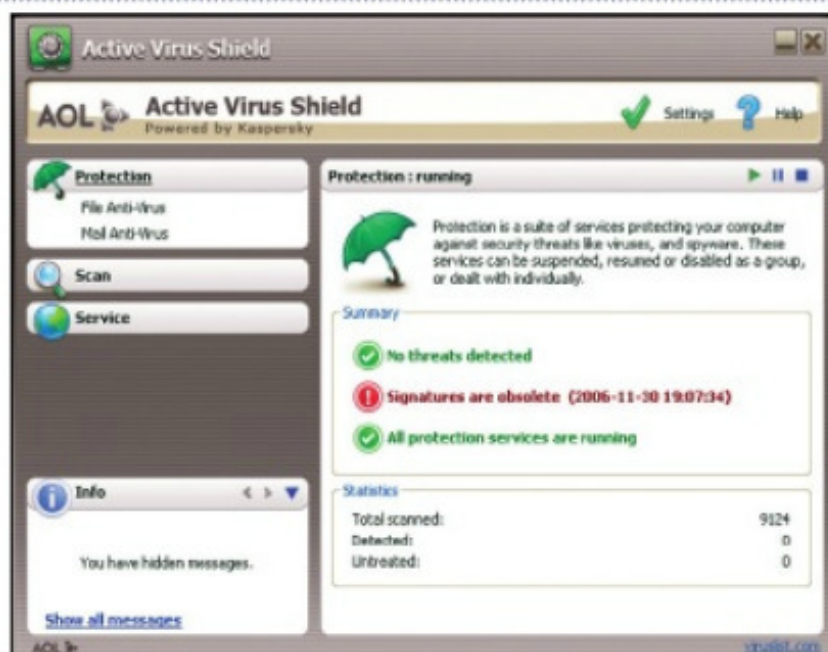 Active Virus Shield
AOL Active Virus Shield
Powered by Kaspersky
Settings Help
Protection
File Anti-Virus
Mail Anti-Virus
Scan
Service
Protection : running
Protection is a suite of services protecting your computer
against security threats like viruses, and spyware. These
services can be suspended, resumed or disabled as a group,
or dealt with individually.
Summary
No threats detected
Signatures are obsolete (2006-11-30 19:07:34)
All protection services are running
Info
You have hidden messages.
Show all messages
Statistics
Total scanned: 9124
Detected: 0
Untreated: 0
AOL
viruslist.com